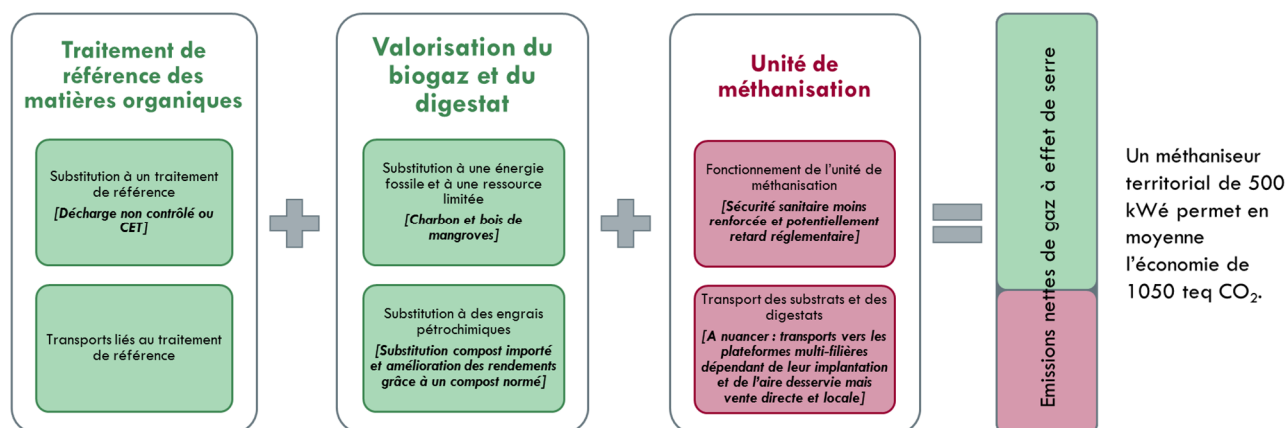 Traitement de
référence des
matières organiques
Substitution à un traitement
de référence
[Décharge non contrôlé ou
CET]
Transports liés au traitement
de référence
Valorisation du
biogaz et du
digestat
Substitution à une énergie
fossile et à une ressource
limitée
[Charbon et bois de
mangroves]
Substitution à des engrais
pétrochimiques
[Substitution compost importé
et amélioration des rendements
grâce à un compost normé]
Unité de
méthanisation
Fonctionnement de l'unité de
méthanisation
[Sécurité sanitaire moins
renforcée et potentiellement
retard réglementaire]
Transport des substrats et des
digestats
[A nuancer : transports vers les
plateformes multi-filières
dépendant de leur implantation
et de l'aire desservie mais
vente directe et locale]
Emissions nettes de gaz à effet de serre
Un méthaniseur
territorial de 500
kWé permet en
moyenne
l'économie de
1050 teq CO₂.